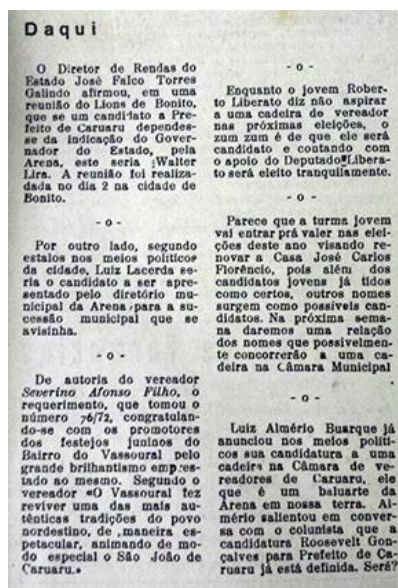 Daqui
O Diretor de Rendas do
Estado José Falco Torres
Galindo afirmou, em uma
reunião do Lions de Bonito,
que se um candidato a Pre-
feito de Caruaru dependes-
se da indicação do Gover-
nador do Estado, pela
Arena, este seria Walter
Lira. A reunião foi realiza-
dada no dia 2 na cidade de
Bonito.
- o -
Por outro lado, segundo
estalos nos meios políticos
da cidade, Luiz Lacerda se-
ria o candidato a ser apre-
sentado pelo diretório mu-
nicipal da Arena para a su-
cessão municipal que se
avisinha.
- o -
De autoria do vereador
Severino Afonso Filho, o
requerimento, que tomou o
número 76/72, congratulan-
do-se com os promotores
dos festejos juninos do
Bairro do Vassoural pelo
grande brilhantismo empres-
tado ao mesmo. Segundo o
vereador «O Vassoural fez
reviver uma das mais au-
tênticas tradições do povo
nordestino, de maneira es-
petacular, animando de mo-
do especial o São João de
Caruaru.»
- o -
Enquanto o jovem Rober-
to Liberato diz não aspirar
a uma cadeira de vereador
nas próximas eleições, o
zum zum é de que ele será
candidato e contando com
o apoio do Deputado Libera-
to será eleito tranquilamente.
- o -
Parece que a turma jovem
vai entrar prá valer nas elei-
ções deste ano visando re-
novar a Casa José Carlos
Florêncio, pois além dos
candidatos jovens já tidos
como certos, outros nomes
surgem como possíveis can-
didatos. Na próxima sema-
na daremos uma relação
dos nomes que possivelmen-
te concorrerão a uma ca-
deira na Câmara Municipal
- o -
Luiz Almério Buarque já
anunciou nos meios políti-
cos sua candidatura a uma
cadeira na Câmara de ve-
readores de Caruaru, ele
que é um baluarte da
Arena em nossa terra. Al-
mério salientou em conver-
sa com o colunista que a
candidatura Roosevelt Gon-
çalves para Prefeito de Ca-
ruaru já está definida. Será?